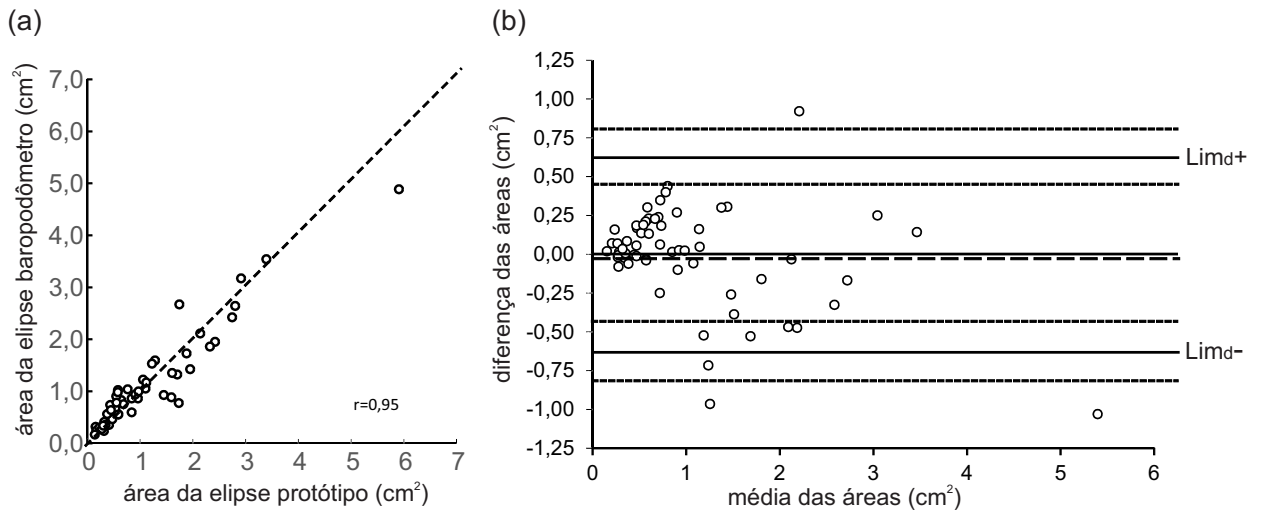 (a)
área da elipse baropodômetro (cm²)
7,0
6,0
5,0
4,0
3,0
2,0
1,0
0,0
r=0,95
0 1 2 3 4 5 6 7
área da elipse protótipo (cm²)
(b)
diferença das áreas (cm²)
1,25
1,00
0,75
0,50
0,25
0,00
-0,25
-0,50
-0,75
-1,00
-1,25
Limd+
Limd-
0 1 2 3 4 5 6
média das áreas (cm²)